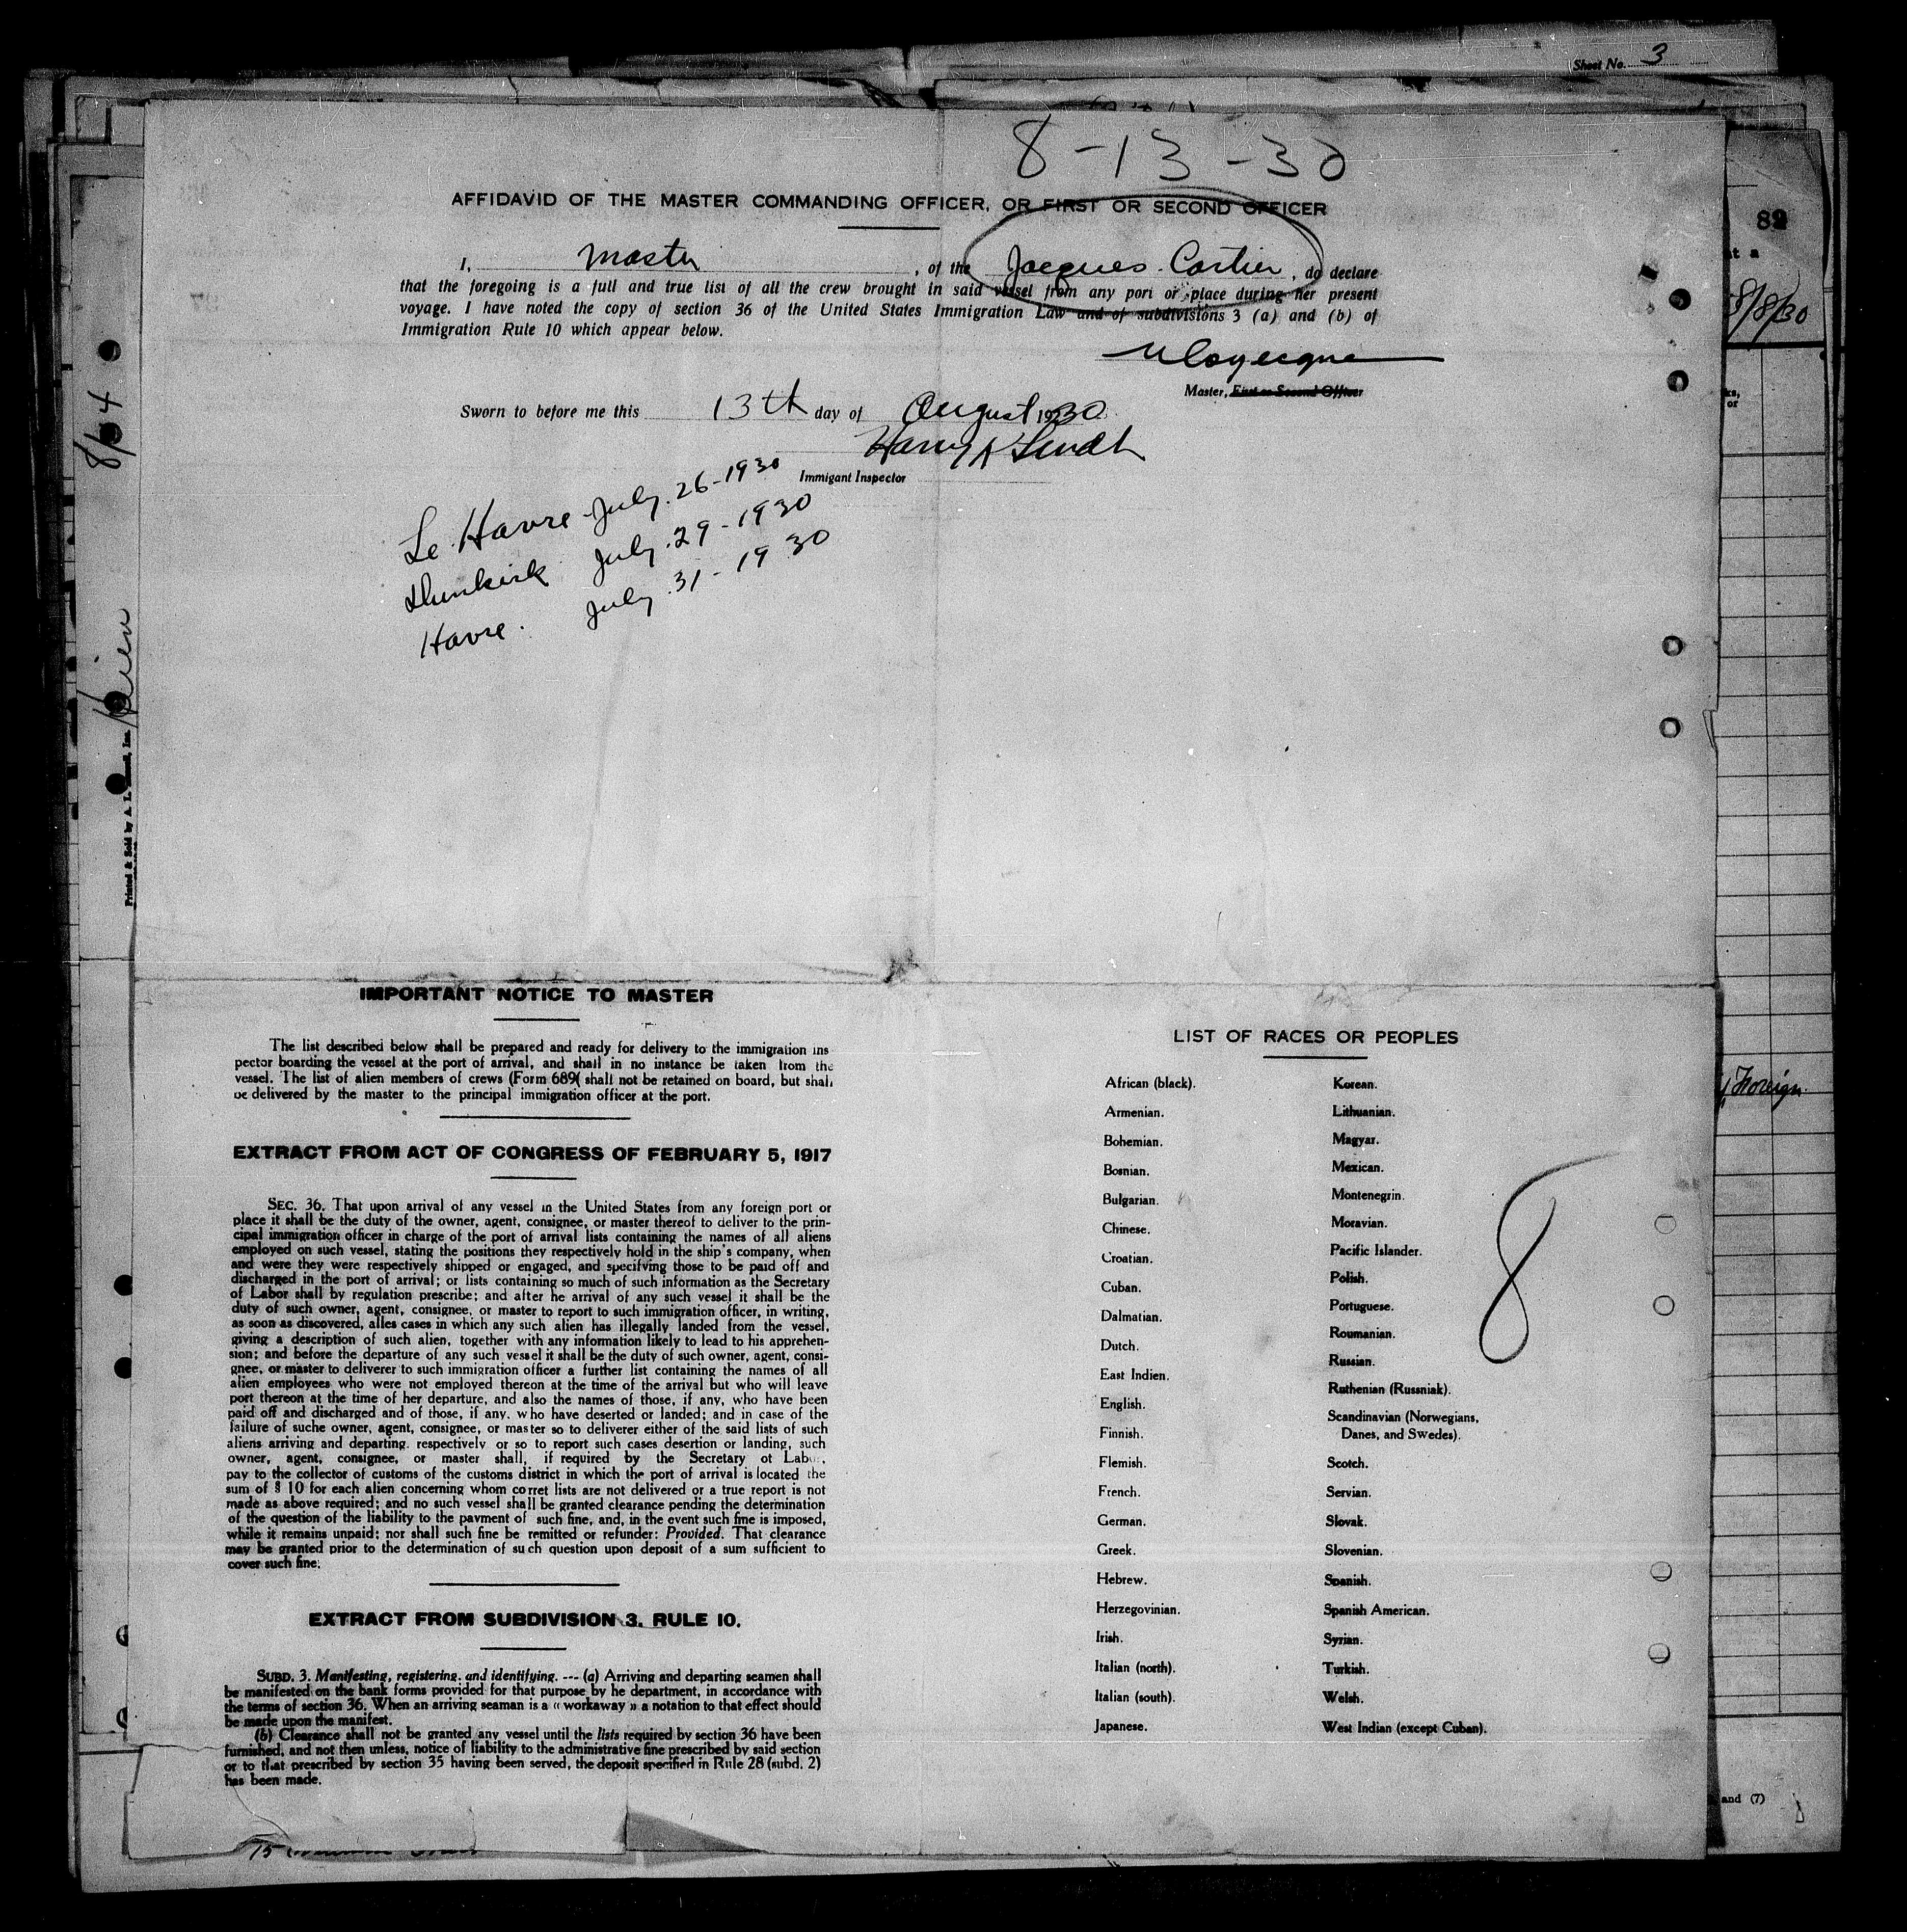 Sheet No. 3
8-13-30
AFFIDAVID OF THE MASTER COMMANDING OFFICER, OR FIRST OR SECOND OFFICER
I, Master, of the Jacques Cartier, do declare
that the foregoing is a full and true list of all the crew brought in said vessel from any port or place during her present
voyage. I have noted the copy of section 36 of the United States Immigration Law and of subdivisions 3 (a) and (b) of
Immigration Rule 10 which appear below.
Master, First or Second Officer
Sworn to before me this 13th day of August 1930
Harry
Immigant Inspector
Le Havre July. 26-1930
Dunkirk July. 29-1930
Havre. July. 31-1930
82
8/8/30
8/24
Printed & Sold by A. L.
IMPORTANT NOTICE TO MASTER
The list described below shall be prepared and ready for delivery to the immigration ins
pector boarding the vessel at the port of arrival, and shall in no instance be taken from the
vessel. The list of alien members of crews (Form 689( shall not be retained on board, but shall
be delivered by the master to the principal immigration officer at the port.
EXTRACT FROM ACT OF CONGRESS OF FEBRUARY 5, 1917
SEC. 36. That upon arrival of any vessel in the United States from any foreign port or
place it shall be the duty of the owner, agent, consignee, or master thereof to deliver to the prin-
cipal immigration officer in charge of the port of arrival lists containing the names of all aliens
employed on such vessel, stating the positions they respectively hold in the ship's company, when
and were they were respectively shipped or engaged, and specifying those to be paid off and
discharged in the port of arrival; or lists containing so much of such information as the Secretary
of Labor shall by regulation prescribe; and after he arrival of any such vessel it shall be the
duty of such owner, agent, consignee, or master to report to such immigration officer, in writing,
as soon as discovered, alles cases in which any such alien has illegally landed from the vessel,
giving a description of such alien, together with any information likely to lead to his apprehen-
sion; and before the departure of any such vessel it shall be the duty of such owner, agent, consi-
gnee, or master to deliverer to such immigration officer a further list containing the names of all
alien employees who were not employed thereon at the time of the arrival but who will leave
port thereon at the time of her departure, and also the names of those, if any, who have been
paid off and discharged and of those, if any. who have deserted or landed; and in case of the
failure of suche owner, agent, consignee, or master so to deliverer either of the said lists of such
aliens arriving and departing. respectively or so to report such cases desertion or landing, such
owner, agent, consignee, or master shall, if required by the Secretary of Labor,
pay to the collector of customs of the customs district in which the port of arrival is located the
sum of $ 10 for each alien concerning whom corret lists are not delivered or a true report is not
made as above required; and no such vessel shall be granted clearance pending the determination
of the question of the liability to the payment of such fine, and, in the event such fine is imposed,
while it remains unpaid; nor shall such fine be remitted or refunder: Provided. That clearance
may be granted prior to the determination of such question upon deposit of a sum sufficient to
cover such fine.
EXTRACT FROM SUBDIVISION 3. RULE 10.
SUBD. 3. Manifesting, registering. and identifying. --- (a) Arriving and departing seamen shall
be manifested on the bank forms provided for that purpose by he department, in accordance with
the terms of section 36. When an arriving seaman is a « workaway » a notation to that effect should
be made upon the manifest.
(b) Clearance shall not be granted any vessel until the lists required by section 36 have been
furnished, and not then unless, notice of liability to the administrative fine prescribed by said section
or to that prescribed by section 35 having been served, the deposit specified in Rule 28 (subd. 2)
has been made.
LIST OF RACES OR PEOPLES
African (black).
Armenian.
Bohemian.
Bosnian.
Bulgarian.
Chinese.
Croatian.
Cuban.
Dalmatian.
Dutch.
East Indien.
English.
Finnish.
Flemish.
French.
German.
Greek.
Hebrew.
Herzegovinian.
Irish.
Italian (north).
Italian (south).
Japanese.
Korean.
Lithuanian.
Magyar.
Mexican.
Montenegrin.
Moravian.
Pacific Islander.
Polish.
Portuguese.
Roumanian.
Russian.
Ruthenian (Russniak).
Scandinavian (Norwegians,
Danes, and Swedes).
Scotch.
Servian.
Slovak.
Slovenian.
Spanish.
Spanish American.
Syrian.
Turkish.
Welsh.
West Indian (except Cuban).
8
Foreign
and (7)